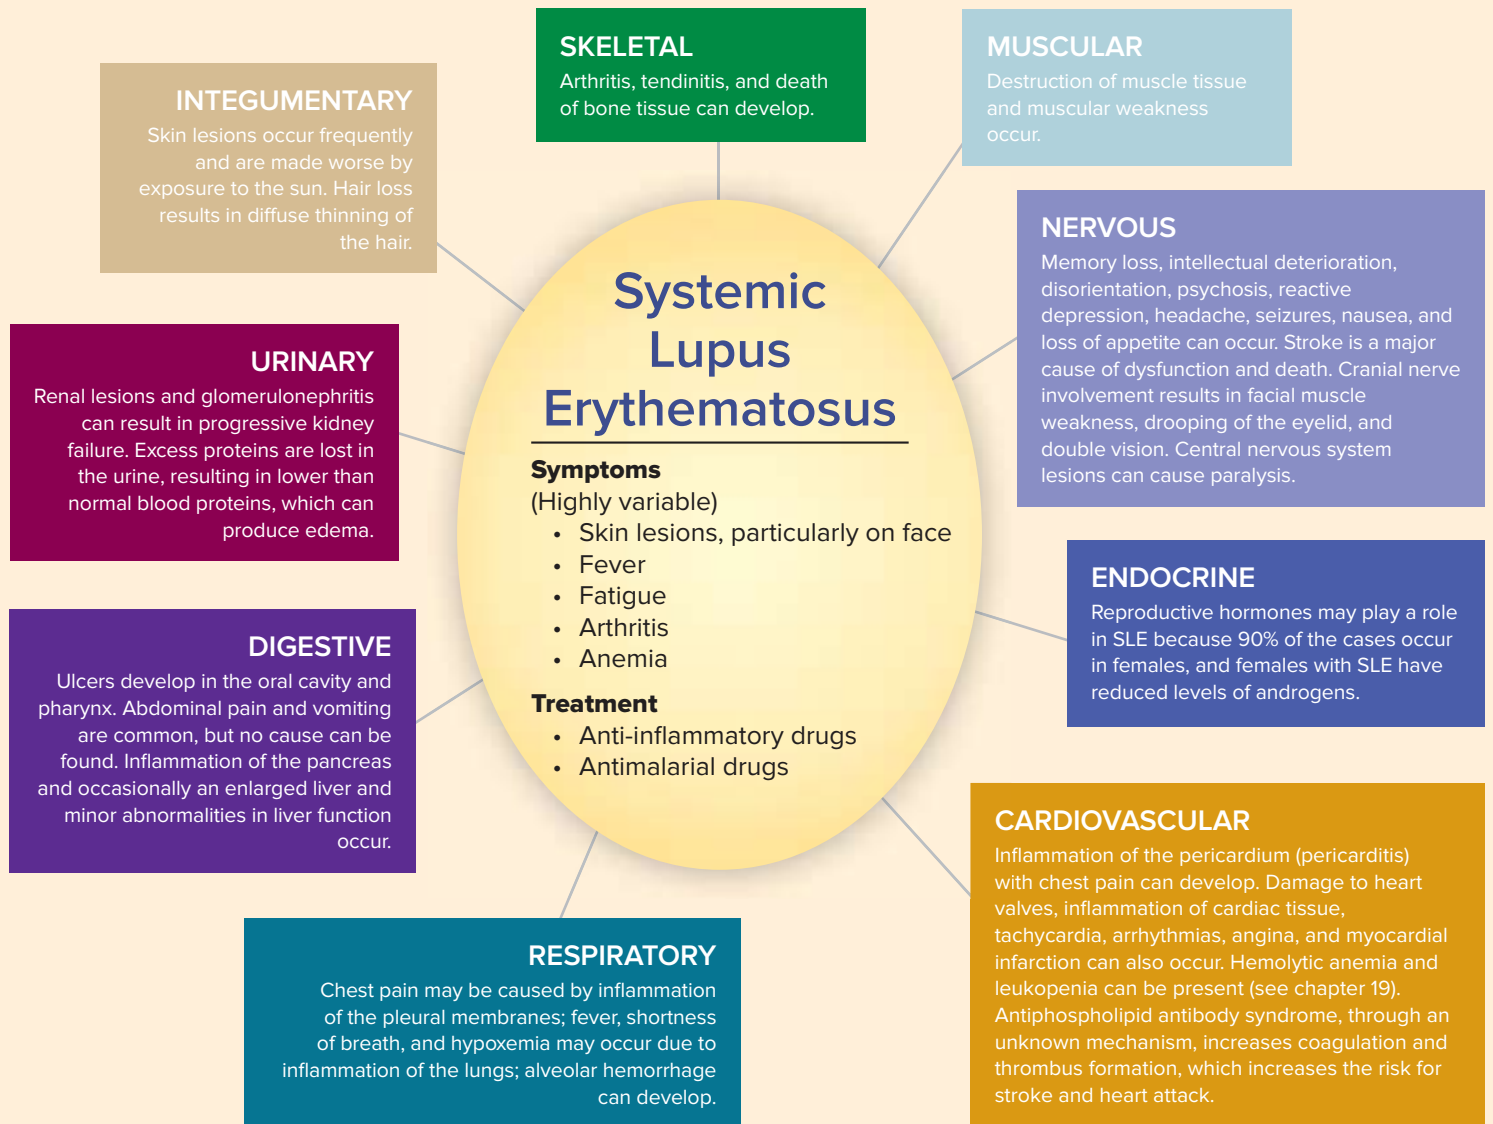 SKELETAL
Arthritis, tendinitis, and death
of bone tissue can develop.
MUSCULAR
Destruction of muscle tissue
and muscular weakness
occur.
INTEGUMENTARY
Skin lesions occur frequently
and are made worse by
exposure to the sun. Hair loss
results in diffuse thinning of
the hair.
NERVOUS
Memory loss, intellectual deterioration,
disorientation, psychosis, reactive
depression, headache, seizures, nausea, and
loss of appetite can occur. Stroke is a major
cause of dysfunction and death. Cranial nerve
involvement results in facial muscle
weakness, drooping of the eyelid, and
double vision. Central nervous system
lesions can cause paralysis.
Systemic
Lupus
Erythematosus
Symptoms
(Highly variable)
• Skin lesions, particularly on face
• Fever
• Fatigue
• Arthritis
• Anemia
Treatment
• Anti-inflammatory drugs
• Antimalarial drugs
URINARY
Renal lesions and glomerulonephritis
can result in progressive kidney
failure. Excess proteins are lost in
the urine, resulting in lower than
normal blood proteins, which can
produce edema.
ENDOCRINE
Reproductive hormones may play a role
in SLE because 90% of the cases occur
in females, and females with SLE have
reduced levels of androgens.
DIGESTIVE
Ulcers develop in the oral cavity and
pharynx. Abdominal pain and vomiting
are common, but no cause can be
found. Inflammation of the pancreas
and occasionally an enlarged liver and
minor abnormalities in liver function
occur.
CARDIOVASCULAR
Inflammation of the pericardium (pericarditis)
with chest pain can develop. Damage to heart
valves, inflammation of cardiac tissue,
tachycardia, arrhythmias, angina, and myocardial
infarction can also occur. Hemolytic anemia and
leukopenia can be present (see chapter 19).
Antiphospholipid antibody syndrome, through an
unknown mechanism, increases coagulation and
thrombus formation, which increases the risk for
stroke and heart attack.
RESPIRATORY
Chest pain may be caused by inflammation
of the pleural membranes; fever, shortness
of breath, and hypoxemia may occur due to
inflammation of the lungs; alveolar hemorrhage
can develop.